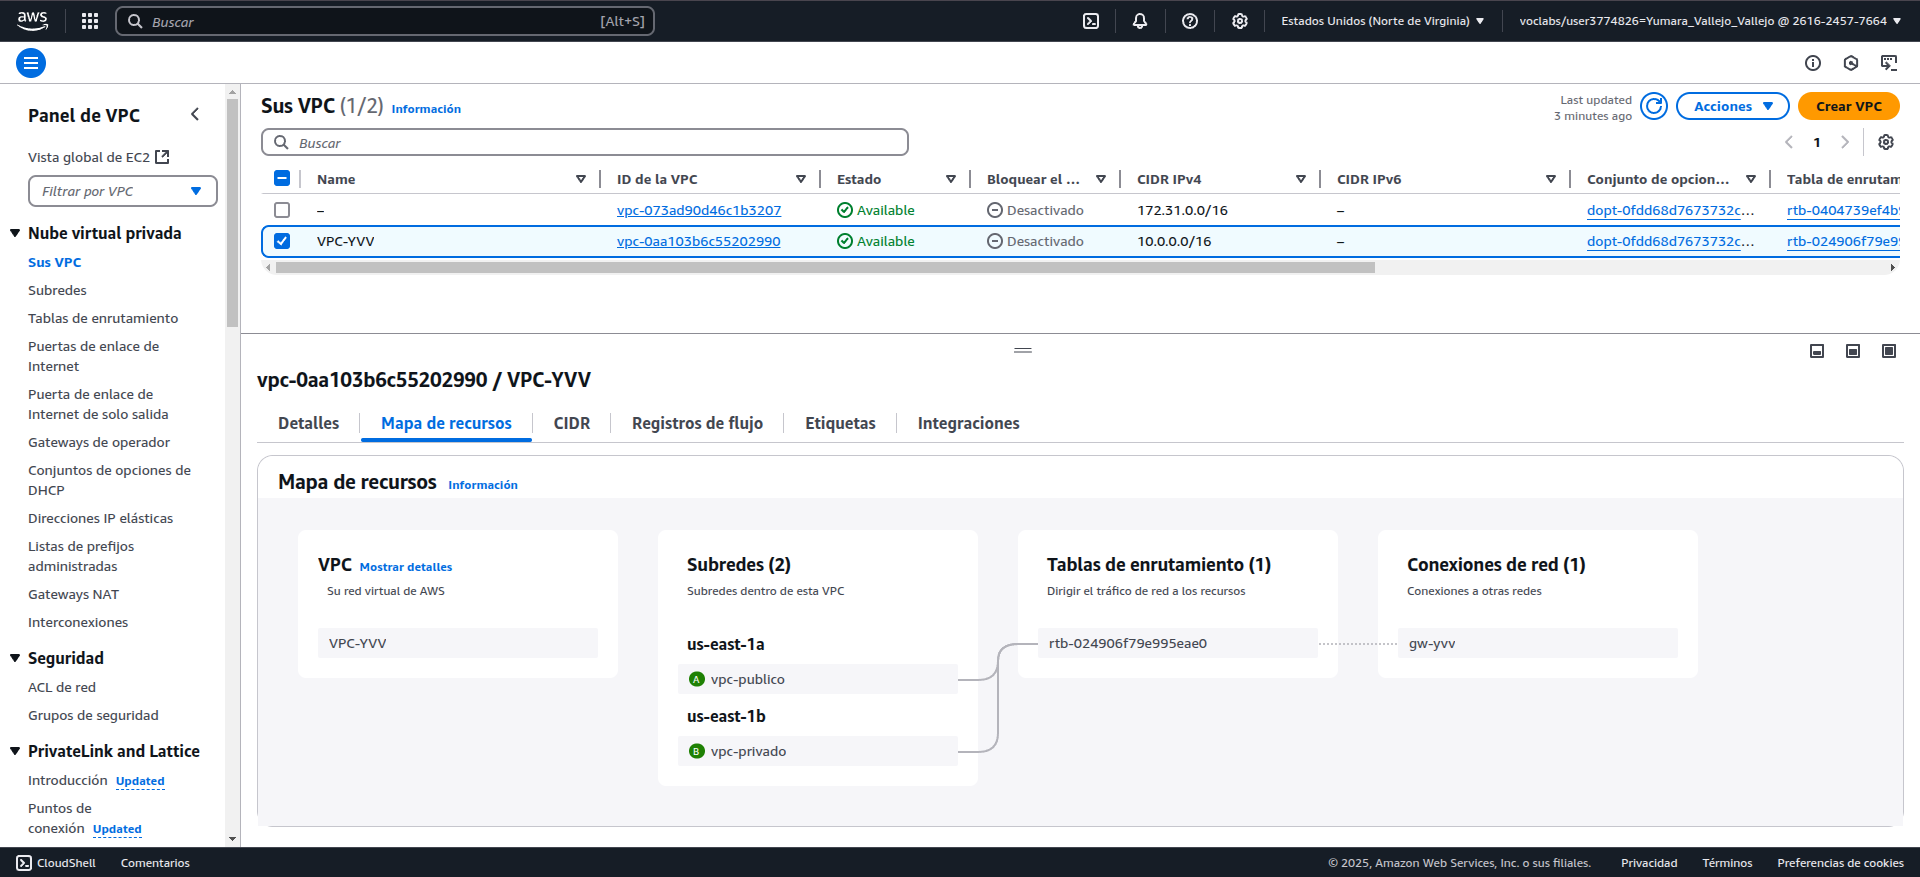 aws
Buscar [Alt+S]
Estados Unidos (Norte de Virginia)
voclabs/user3774826=Yumara_Vallejo_Vallejo @ 2616-2457-7664
Panel de VPC
Vista global de EC2
Filtrar por VPC
Nube virtual privada
Sus VPC
Subredes
Tablas de enrutamiento
Puertas de enlace de
Internet
Puerta de enlace de
Internet de solo salida
Gateways de operador
Conjuntos de opciones de
DHCP
Direcciones IP elásticas
Listas de prefijos
administradas
Gateways NAT
Interconexiones
Seguridad
ACL de red
Grupos de seguridad
PrivateLink and Lattice
Introducción Updated
Puntos de
conexión Updated
Sus VPC (1/2) Información
Last updated
3 minutes ago
Acciones
Crear VPC
Buscar
1
Name ID de la VPC Estado Bloquear el ... CIDR IPv4 CIDR IPv6 Conjunto de opcion... Tabla de enrutam
– vpc-073ad90d46c1b3207 Available Desactivado 172.31.0.0/16 – dopt-0fdd68d7673732c... rtb-0404739ef4b
VPC-YVV vpc-0aa103b6c55202990 Available Desactivado 10.0.0.0/16 – dopt-0fdd68d7673732c... rtb-024906f79e9
vpc-0aa103b6c55202990 / VPC-YVV
Detalles Mapa de recursos CIDR Registros de flujo Etiquetas Integraciones
Mapa de recursos Información
VPC Mostrar detalles
Su red virtual de AWS
VPC-YVV
Subredes (2)
Subredes dentro de esta VPC
us-east-1a
A vpc-publico
us-east-1b
B vpc-privado
Tablas de enrutamiento (1)
Dirigir el tráfico de red a los recursos
rtb-024906f79e995eae0
Conexiones de red (1)
Conexiones a otras redes
gw-yvv
CloudShell Comentarios
© 2025, Amazon Web Services, Inc. o sus filiales. Privacidad Términos Preferencias de cookies